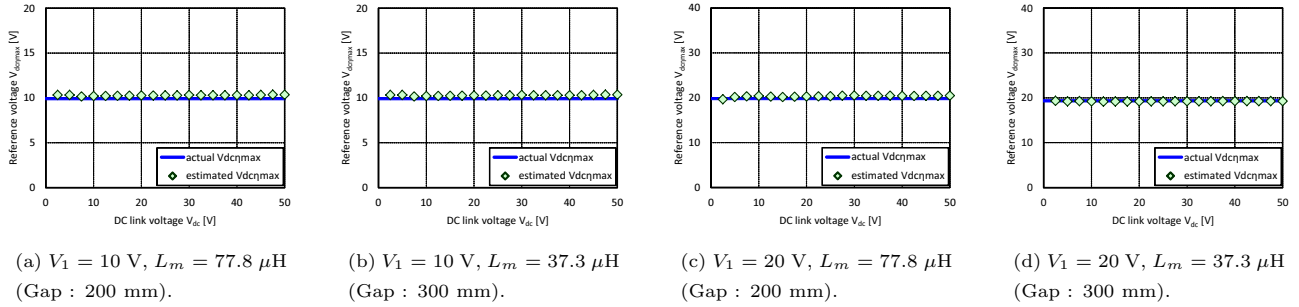 Reference voltage V_dcηmax [V]
20
15
10
5
0
actual Vdcηmax
estimated Vdcηmax
0 10 20 30 40 50
DC link voltage V_dc [V]
(a) V_1 = 10 V, L_m = 77.8 μH
(Gap : 200 mm).
Reference voltage V_dcηmax [V]
20
15
10
5
0
actual Vdcηmax
estimated Vdcηmax
0 10 20 30 40 50
DC link voltage V_dc [V]
(b) V_1 = 10 V, L_m = 37.3 μH
(Gap : 300 mm).
Reference voltage V_dcηmax [V]
40
30
20
10
0
actual Vdcηmax
estimated Vdcηmax
0 10 20 30 40 50
DC link voltage V_dc [V]
(c) V_1 = 20 V, L_m = 77.8 μH
(Gap : 200 mm).
Reference voltage V_dcηmax [V]
40
30
20
10
0
actual Vdcηmax
estimated Vdcηmax
0 10 20 30 40 50
DC link voltage V_dc [V]
(d) V_1 = 20 V, L_m = 37.3 μH
(Gap : 300 mm).